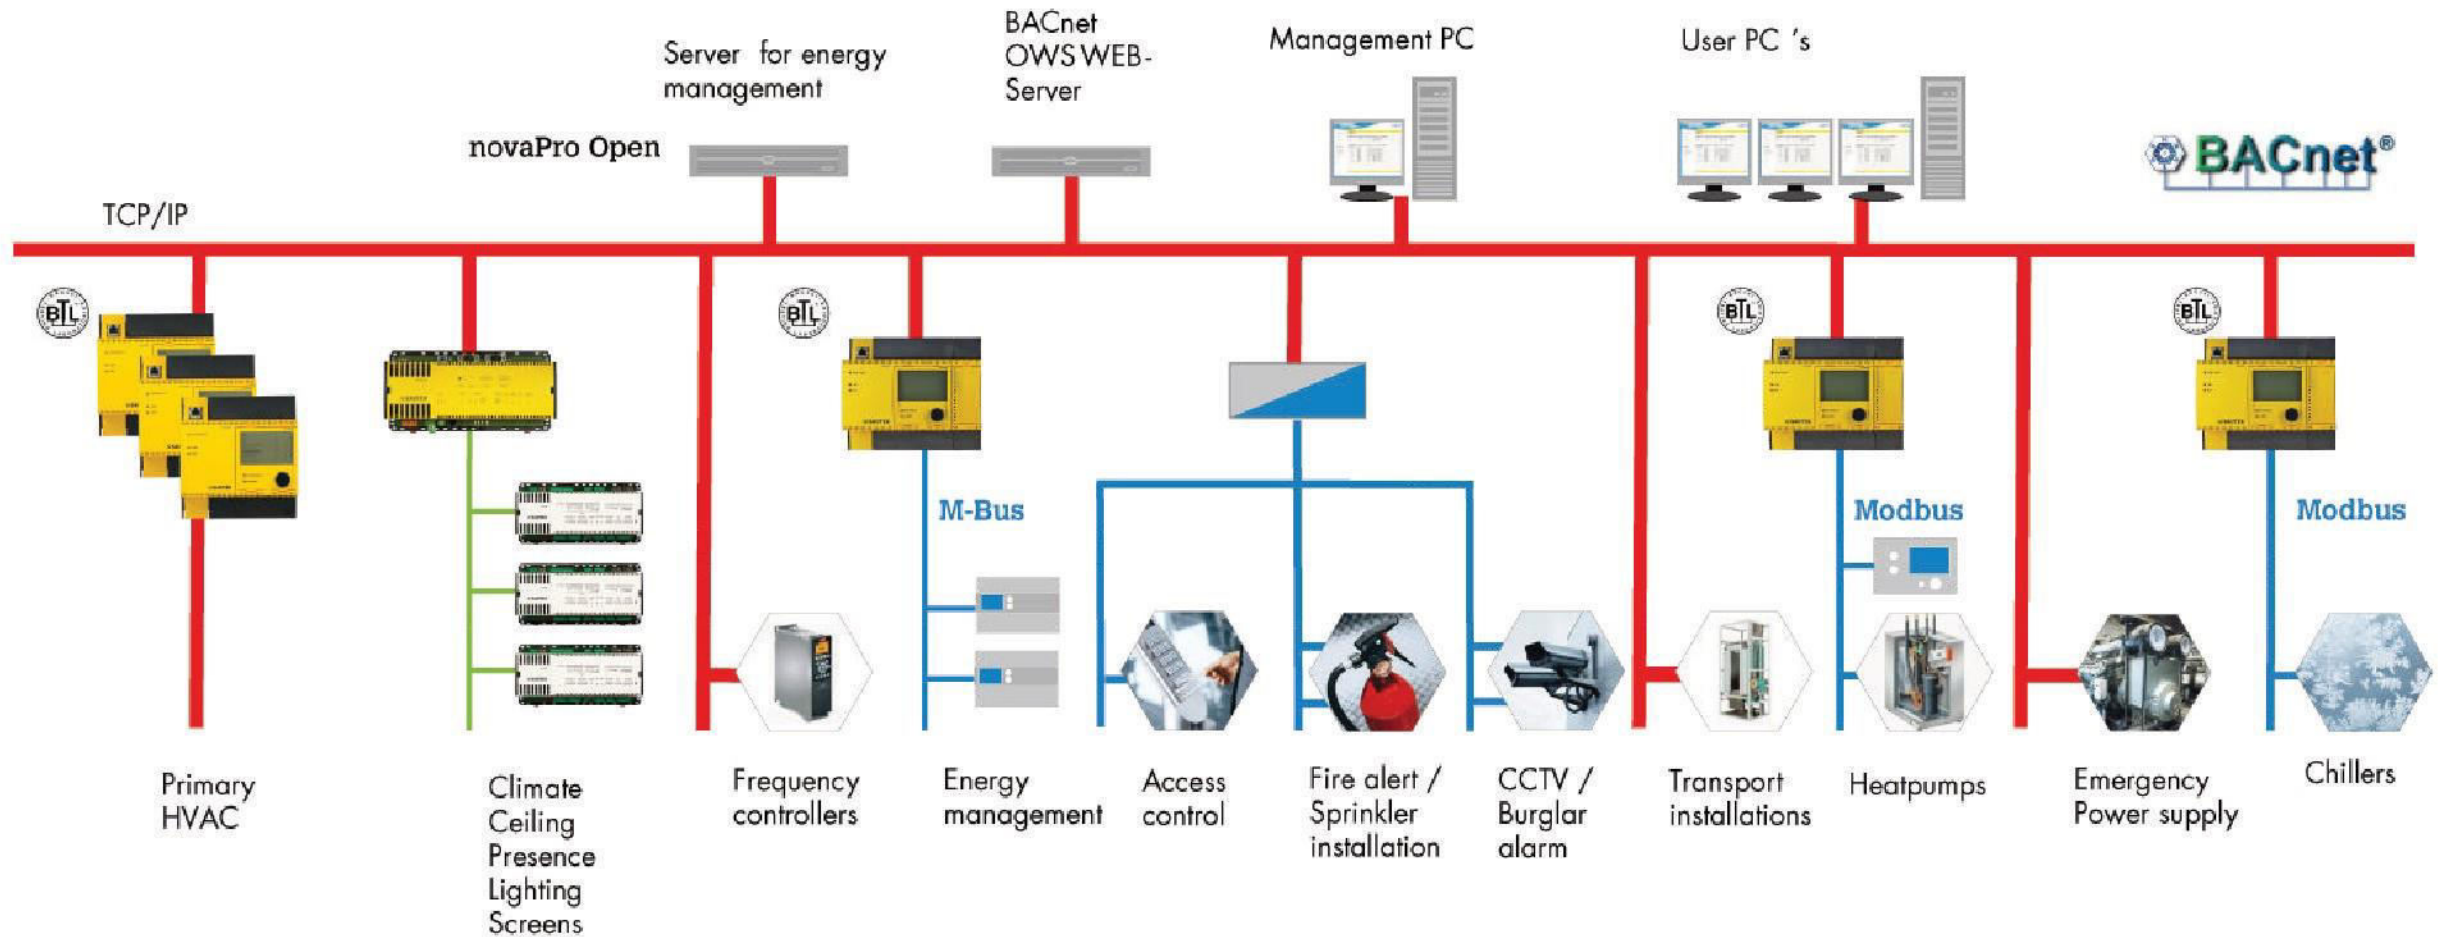 BACnet
OWS WEB-
Server
Server for energy
management
Management PC
User PC 's
novaPro Open
BACnet®
TCP/IP
BTL
BTL
BTL
BTL
M-Bus
Modbus
Modbus
Primary
HVAC
Climate
Ceiling
Presence
Lighting
Screens
Frequency
controllers
Energy
management
Access
control
Fire alert /
Sprinkler
installation
CCTV /
Burglar
alarm
Transport
installations
Heatpumps
Emergency
Power supply
Chillers